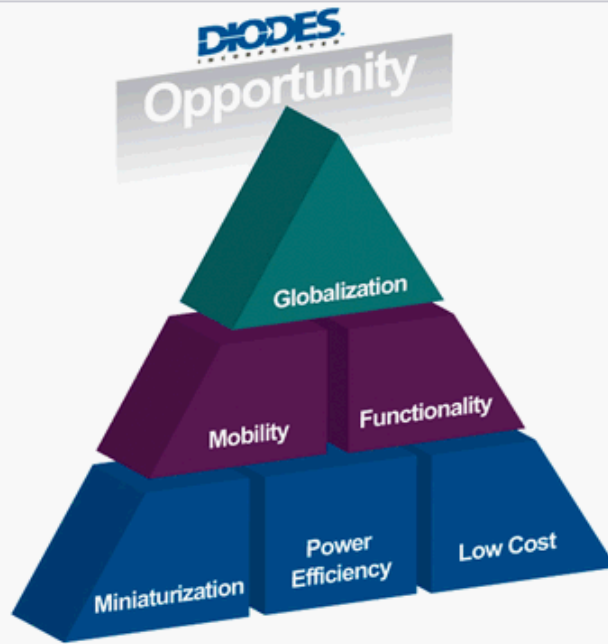 DIODES
INCORPORATED
Opportunity
Globalization
Mobility
Functionality
Miniaturization
Power
Efficiency
Low Cost